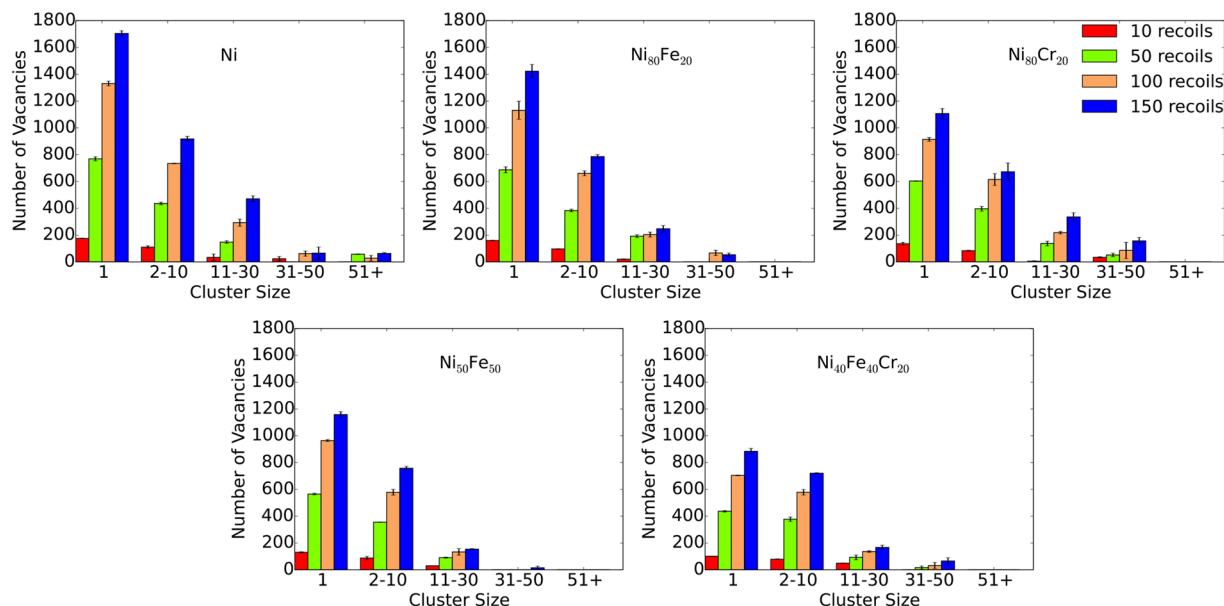 Ni
Number of Vacancies
1800
1600
1400
1200
1000
800
600
400
200
0
1 2-10 11-30 31-50 51+
Cluster Size
Ni₈₀Fe₂₀
Number of Vacancies
1800
1600
1400
1200
1000
800
600
400
200
0
1 2-10 11-30 31-50 51+
Cluster Size
Ni₈₀Cr₂₀
10 recoils
50 recoils
100 recoils
150 recoils
Number of Vacancies
1800
1600
1400
1200
1000
800
600
400
200
0
1 2-10 11-30 31-50 51+
Cluster Size
Ni₅₀Fe₅₀
Number of Vacancies
1800
1600
1400
1200
1000
800
600
400
200
0
1 2-10 11-30 31-50 51+
Cluster Size
Ni₄₀Fe₄₀Cr₂₀
Number of Vacancies
1800
1600
1400
1200
1000
800
600
400
200
0
1 2-10 11-30 31-50 51+
Cluster Size